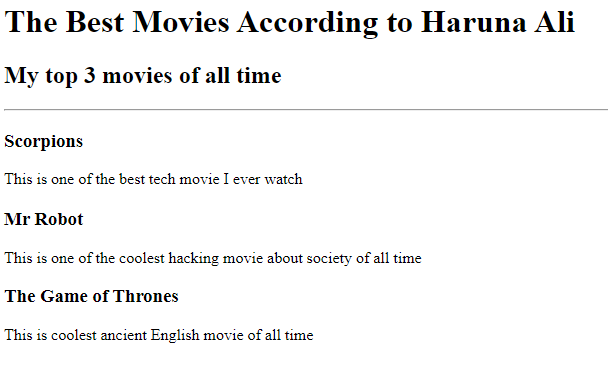 The Best Movies According to Haruna Ali
My top 3 movies of all time
Scorpions
This is one of the best tech movie I ever watch
Mr Robot
This is one of the coolest hacking movie about society of all time
The Game of Thrones
This is coolest ancient English movie of all time